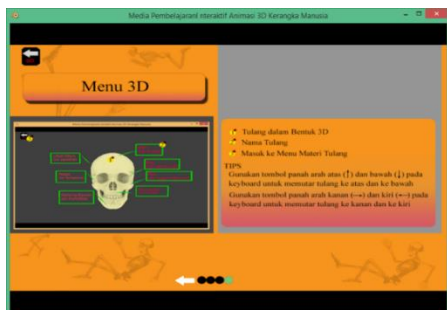 Media PembelajaranI nteraktif Animasi 3D Kerangka Manusia
Menu 3D
Tulang dalam Bentuk 3D
Nama Tulang
Masuk ke Menu Materi Tulang
TIPS
Gunakan tombol panah arah atas (↑) dan bawah (↓) pada
keyboard untuk memutar tulang ke atas dan ke bawah
Gunakan tombol panah arah kanan (→) dan kiri (←) pada
keyboard untuk memutar tulang ke kanan dan ke kiri